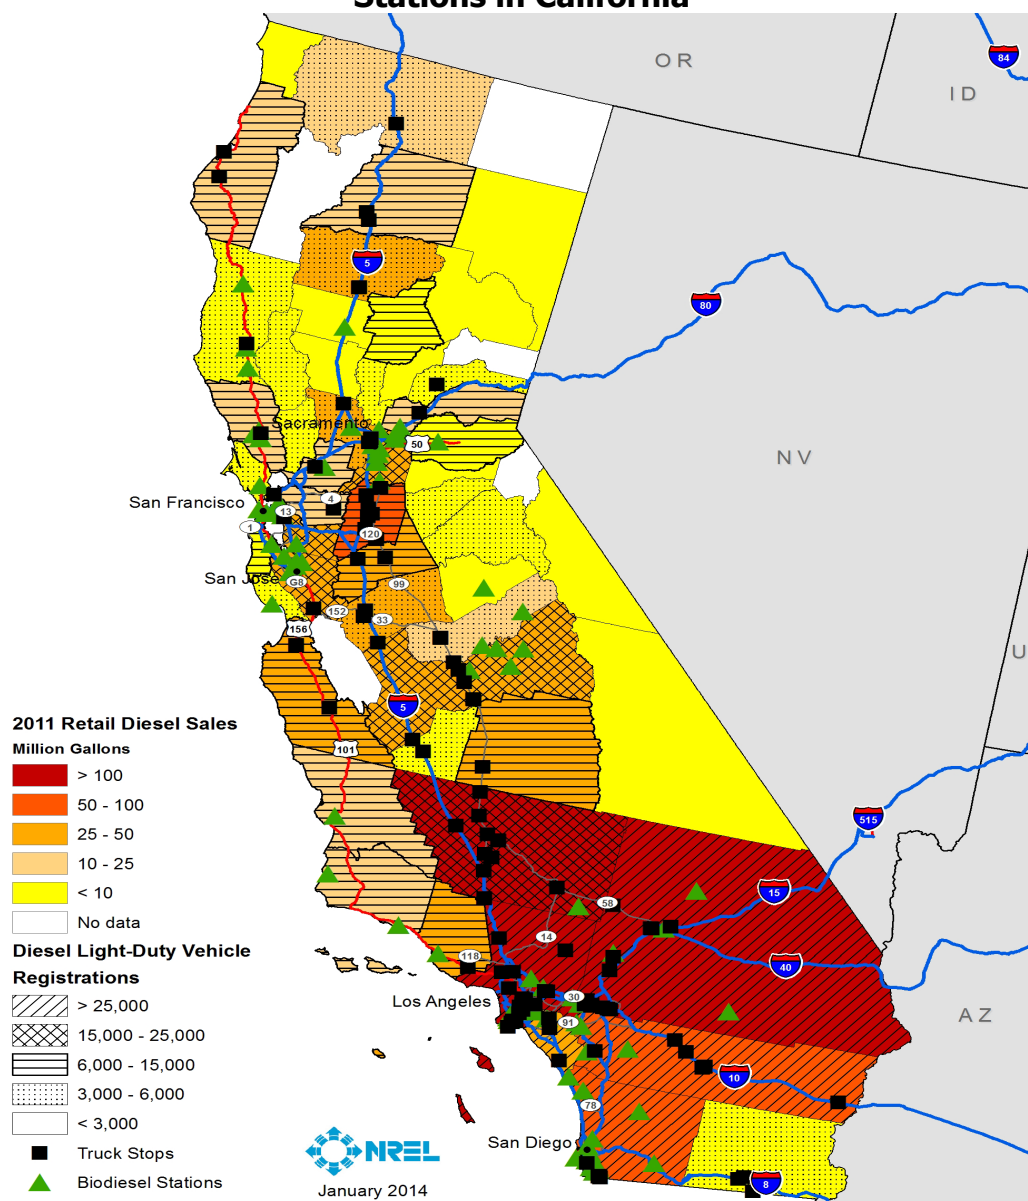 Stations in California
OR
ID
84
5
80
NV
Sacramento
50
San Francisco
4
13
1
120
San Jose
G8
99
152
33
156
U
5
101
2011 Retail Diesel Sales
Million Gallons
> 100
50 - 100
25 - 50
10 - 25
< 10
No data
Diesel Light-Duty Vehicle
Registrations
> 25,000
15,000 - 25,000
6,000 - 15,000
3,000 - 6,000
< 3,000
Truck Stops
Biodiesel Stations
515
15
58
14
118
40
Los Angeles
30
91
AZ
10
78
San Diego
8
NREL
January 2014